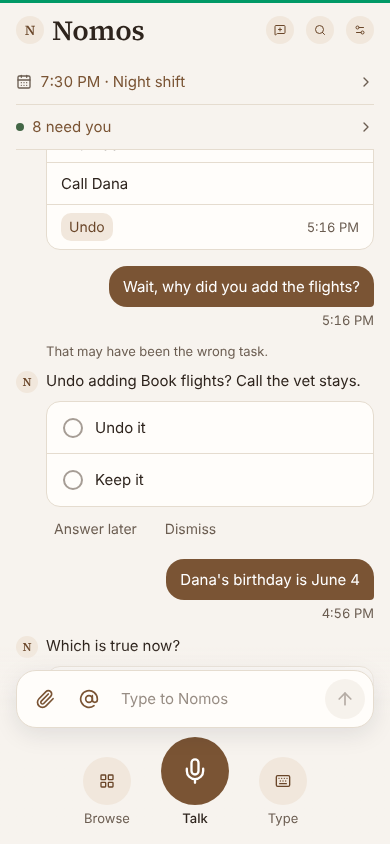 N Nomos
7:30 PM · Night shift
8 need you
Call Dana
Undo 5:16 PM
Wait, why did you add the flights?
5:16 PM
That may have been the wrong task.
N Undo adding Book flights? Call the vet stays.
Undo it
Keep it
Answer later Dismiss
Dana's birthday is June 4
4:56 PM
N Which is true now?
Type to Nomos
Browse Talk Type